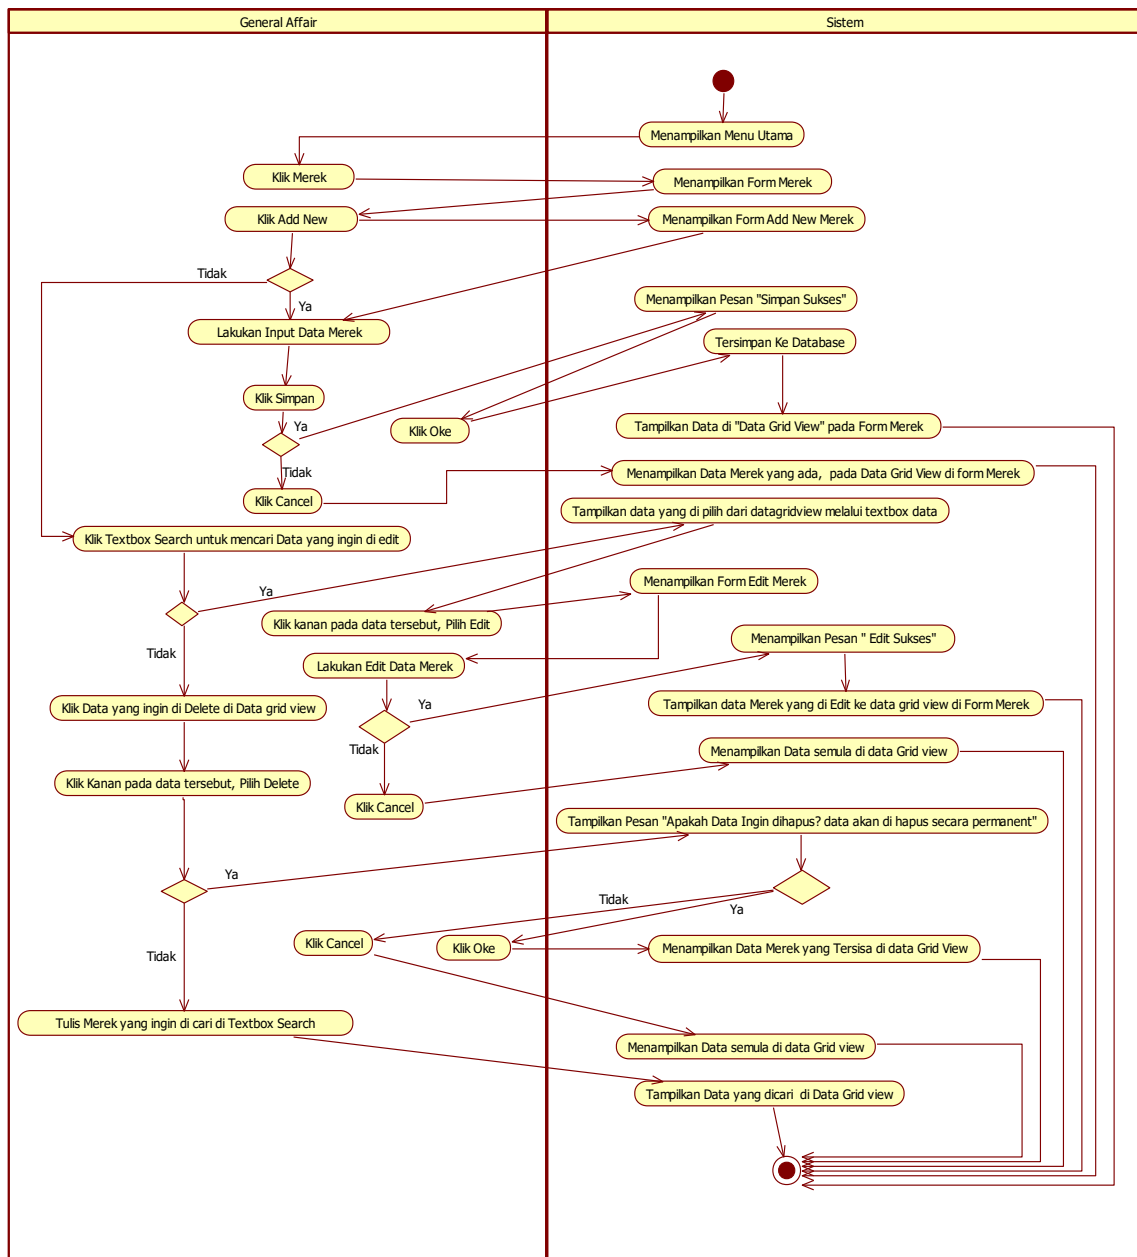 General Affair
Sistem
Menampilkan Menu Utama
Klik Merek
Menampilkan Form Merek
Klik Add New
Menampilkan Form Add New Merek
Tidak
Ya
Menampilkan Pesan "Simpan Sukses"
Lakukan Input Data Merek
Tersimpan Ke Database
Klik Simpan
Ya
Klik Oke
Tampilkan Data di "Data Grid View" pada Form Merek
Tidak
Menampilkan Data Merek yang ada, pada Data Grid View di form Merek
Klik Cancel
Tampilkan data yang di pilih dari datagridview melalui textbox data
Klik Textbox Search untuk mencari Data yang ingin di edit
Menampilkan Form Edit Merek
Ya
Klik kanan pada data tersebut, Pilih Edit
Menampilkan Pesan " Edit Sukses"
Tidak
Lakukan Edit Data Merek
Klik Data yang ingin di Delete di Data grid view
Ya
Tampilkan data Merek yang di Edit ke data grid view di Form Merek
Tidak
Menampilkan Data semula di data Grid view
Klik Kanan pada data tersebut, Pilih Delete
Klik Cancel
Tampilkan Pesan "Apakah Data Ingin dihapus? data akan di hapus secara permanent"
Ya
Tidak
Ya
Klik Cancel
Klik Oke
Menampilkan Data Merek yang Tersisa di data Grid View
Tidak
Tulis Merek yang ingin di cari di Textbox Search
Menampilkan Data semula di data Grid view
Tampilkan Data yang dicari di Data Grid view